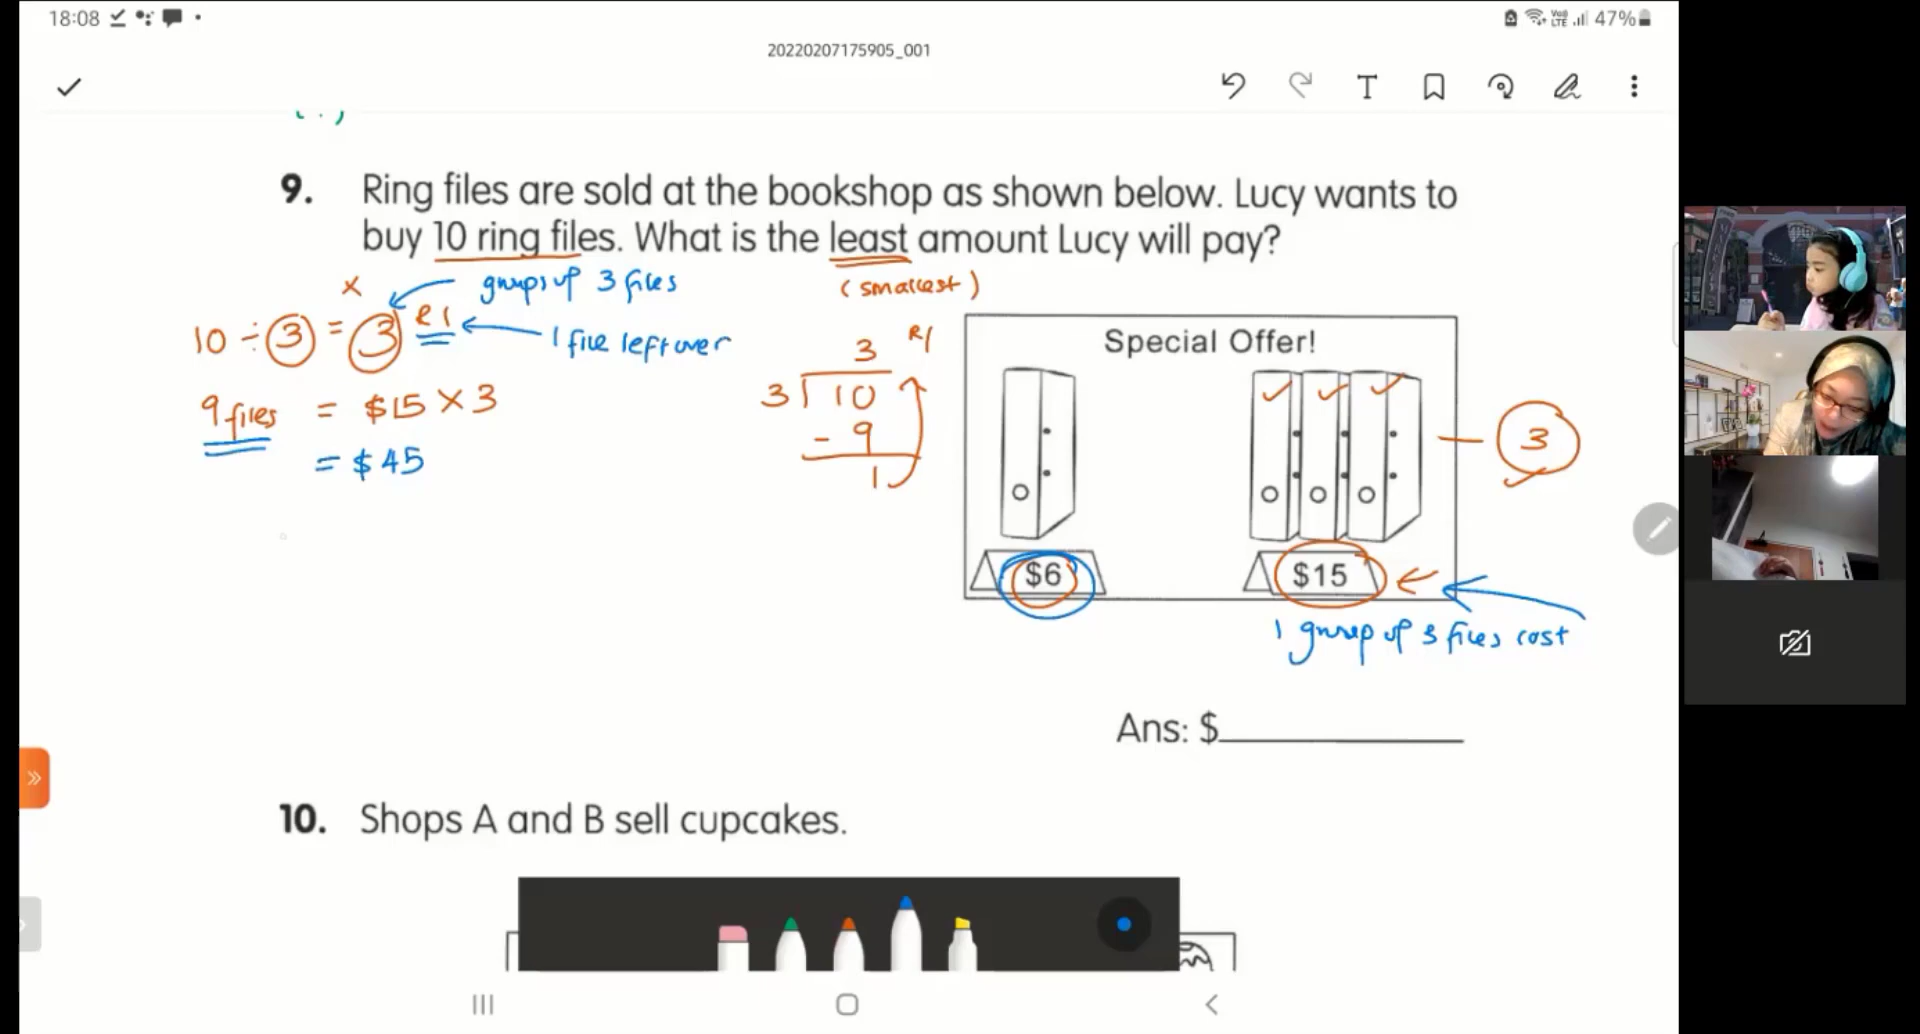 18:08
47%
20220207175905_001
T
9. Ring files are sold at the bookshop as shown below. Lucy wants to
buy 10 ring files. What is the least amount Lucy will pay?
(smallest)
x
groups of 3 files
10 ÷ 3 = 3 R1
1 file leftover
9 files = $15 × 3
= $45
3 R1
3 10
- 9
1
Special Offer!
3
$6
$15
1 group of 3 files cost
Ans: $
10. Shops A and B sell cupcakes.